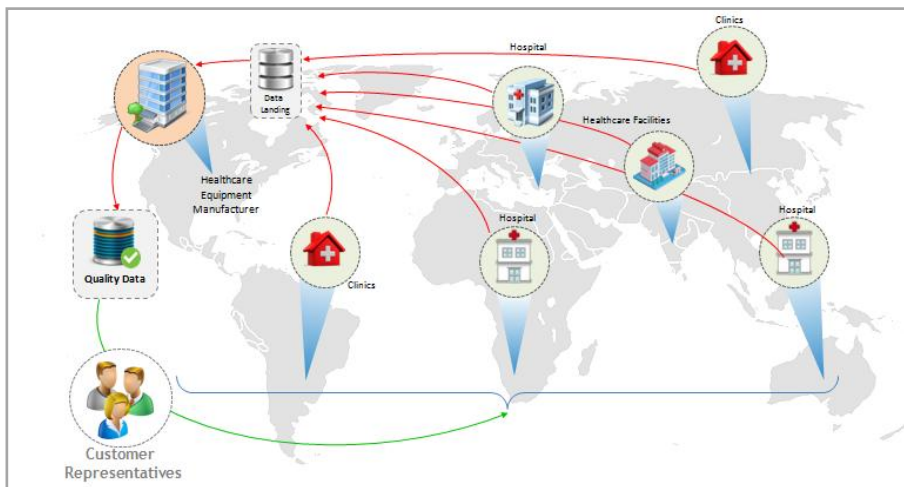 Clinics
Hospital
Data
Landing
Healthcare Facilities
Healthcare
Equipment
Manufacturer
Hospital
Hospital
Quality Data
Clinics
Customer
Representatives